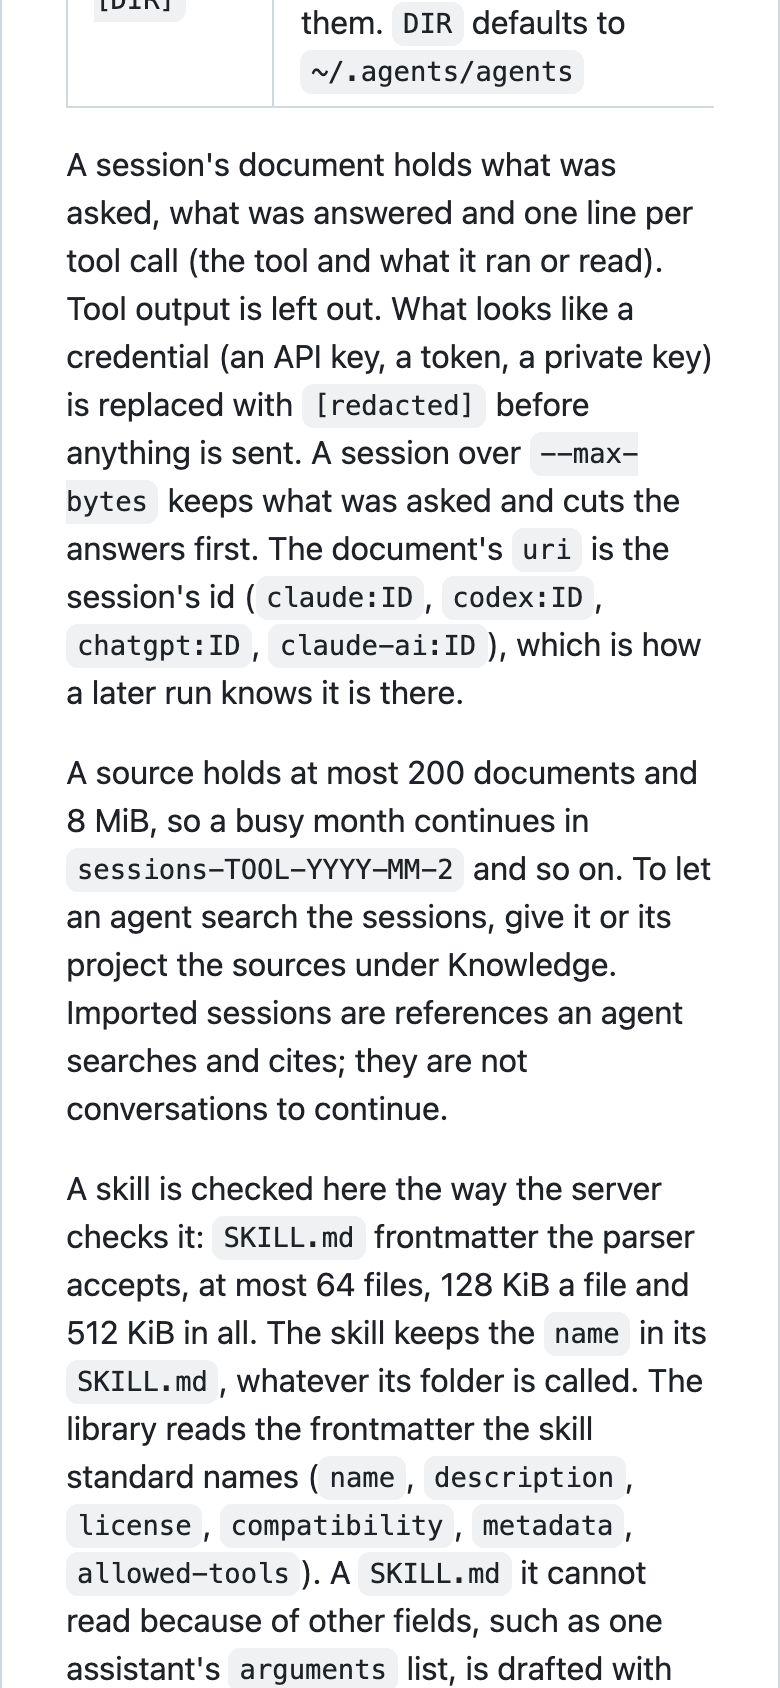 [DIR]
them. DIR defaults to
~/.agents/agents
A session's document holds what was
asked, what was answered and one line per
tool call (the tool and what it ran or read).
Tool output is left out. What looks like a
credential (an API key, a token, a private key)
is replaced with [redacted] before
anything is sent. A session over --max-
bytes keeps what was asked and cuts the
answers first. The document's uri is the
session's id (claude:ID, codex:ID,
chatgpt:ID, claude-ai:ID), which is how
a later run knows it is there.
A source holds at most 200 documents and
8 MiB, so a busy month continues in
sessions-TOOL-YYYY-MM-2 and so on. To let
an agent search the sessions, give it or its
project the sources under Knowledge.
Imported sessions are references an agent
searches and cites; they are not
conversations to continue.
A skill is checked here the way the server
checks it: SKILL.md frontmatter the parser
accepts, at most 64 files, 128 KiB a file and
512 KiB in all. The skill keeps the name in its
SKILL.md, whatever its folder is called. The
library reads the frontmatter the skill
standard names (name, description,
license, compatibility, metadata,
allowed-tools). A SKILL.md it cannot
read because of other fields, such as one
assistant's arguments list, is drafted with